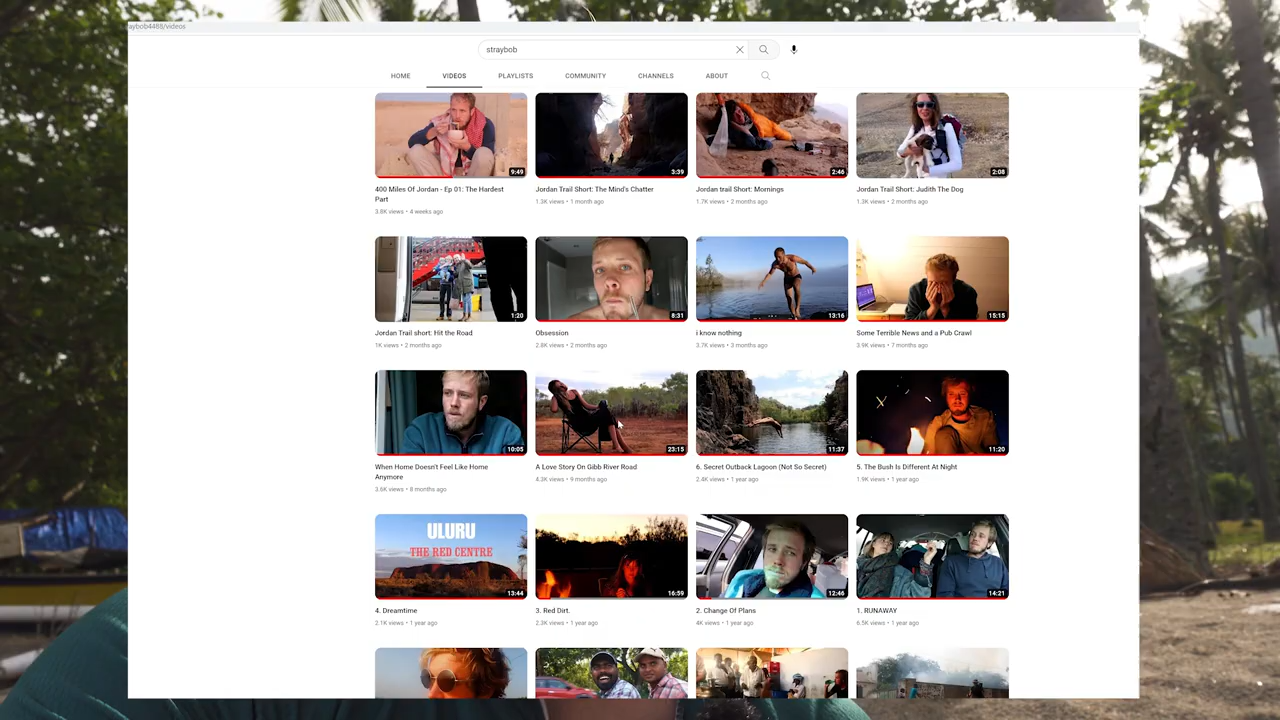 raybob4488/videos
straybob
HOME VIDEOS PLAYLISTS COMMUNITY CHANNELS ABOUT
9:49 3:39 2:46 2:08
400 Miles Of Jordan - Ep 01: The Hardest
Part
3.8K views • 4 weeks ago
Jordan Trail Short: The Mind's Chatter
1.3K views • 1 month ago
Jordan trail Short: Mornings
1.7K views • 2 months ago
Jordan Trail Short: Judith The Dog
1.3K views • 2 months ago
1:20 8:31 13:16 15:15
Jordan Trail short: Hit the Road
1K views • 2 months ago
Obsession
2.8K views • 2 months ago
i know nothing
3.7K views • 3 months ago
Some Terrible News and a Pub Crawl
3.9K views • 7 months ago
10:05 23:15 11:37 11:20
When Home Doesn't Feel Like Home
Anymore
3.6K views • 8 months ago
A Love Story On Gibb River Road
4.3K views • 9 months ago
6. Secret Outback Lagoon (Not So Secret)
2.4K views • 1 year ago
5. The Bush Is Different At Night
1.9K views • 1 year ago
ULURU
THE RED CENTRE
13:44 16:59 12:46 14:21
4. Dreamtime
2.1K views • 1 year ago
3. Red Dirt.
2.3K views • 1 year ago
2. Change Of Plans
4K views • 1 year ago
1. RUNAWAY
6.5K views • 1 year ago